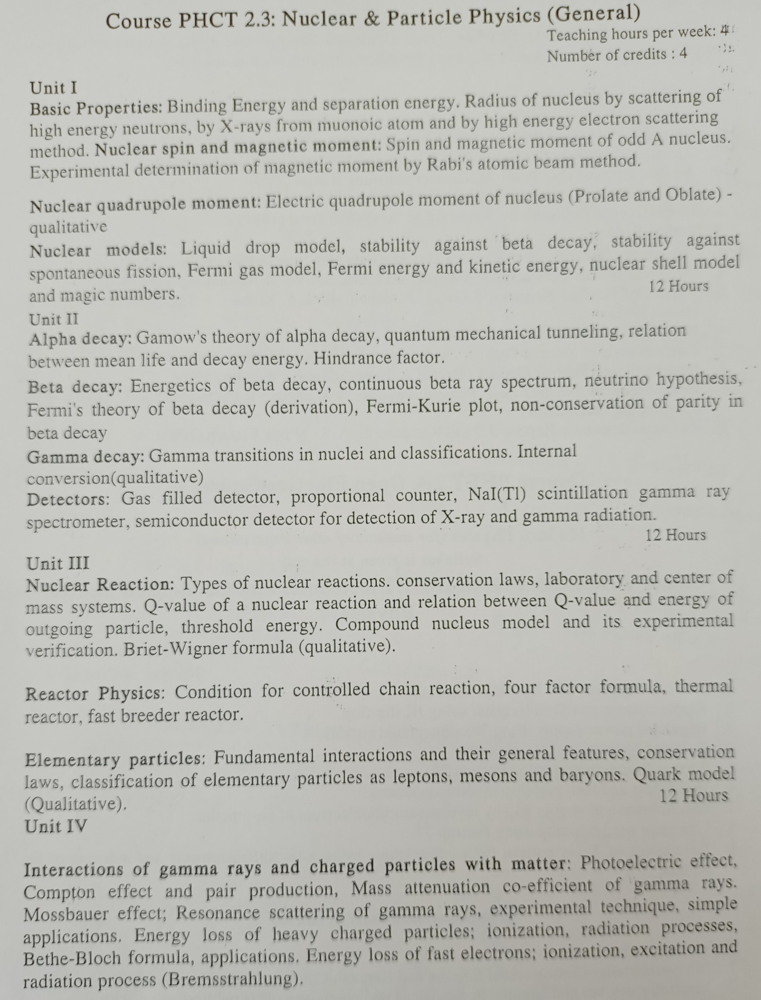 Course PHCT 2.3: Nuclear & Particle Physics (General)
Teaching hours per week: 4
Number of credits : 4
Unit I
Basic Properties: Binding Energy and separation energy. Radius of nucleus by scattering of
high energy neutrons, by X-rays from muonoic atom and by high energy electron scattering
method. Nuclear spin and magnetic moment: Spin and magnetic moment of odd A nucleus.
Experimental determination of magnetic moment by Rabi's atomic beam method.
Nuclear quadrupole moment: Electric quadrupole moment of nucleus (Prolate and Oblate) -
qualitative
Nuclear models: Liquid drop model, stability against beta decay, stability against
spontaneous fission, Fermi gas model, Fermi energy and kinetic energy, nuclear shell model
and magic numbers.
12 Hours
Unit II
Alpha decay: Gamow's theory of alpha decay, quantum mechanical tunneling, relation
between mean life and decay energy. Hindrance factor.
Beta decay: Energetics of beta decay, continuous beta ray spectrum, neutrino hypothesis,
Fermi's theory of beta decay (derivation), Fermi-Kurie plot, non-conservation of parity in
beta decay
Gamma decay: Gamma transitions in nuclei and classifications. Internal
conversion(qualitative)
Detectors: Gas filled detector, proportional counter, NaI(Tl) scintillation gamma ray
spectrometer, semiconductor detector for detection of X-ray and gamma radiation.
12 Hours
Unit III
Nuclear Reaction: Types of nuclear reactions. conservation laws, laboratory and center of
mass systems. Q-value of a nuclear reaction and relation between Q-value and energy of
outgoing particle, threshold energy. Compound nucleus model and its experimental
verification. Briet-Wigner formula (qualitative).
Reactor Physics: Condition for controlled chain reaction, four factor formula, thermal
reactor, fast breeder reactor.
Elementary particles: Fundamental interactions and their general features, conservation
laws, classification of elementary particles as leptons, mesons and baryons. Quark model
(Qualitative).
12 Hours
Unit IV
Interactions of gamma rays and charged particles with matter: Photoelectric effect,
Compton effect and pair production, Mass attenuation co-efficient of gamma rays.
Mossbauer effect; Resonance scattering of gamma rays, experimental technique, simple
applications. Energy loss of heavy charged particles; ionization, radiation processes,
Bethe-Bloch formula, applications. Energy loss of fast electrons; ionization, excitation and
radiation process (Bremsstrahlung).